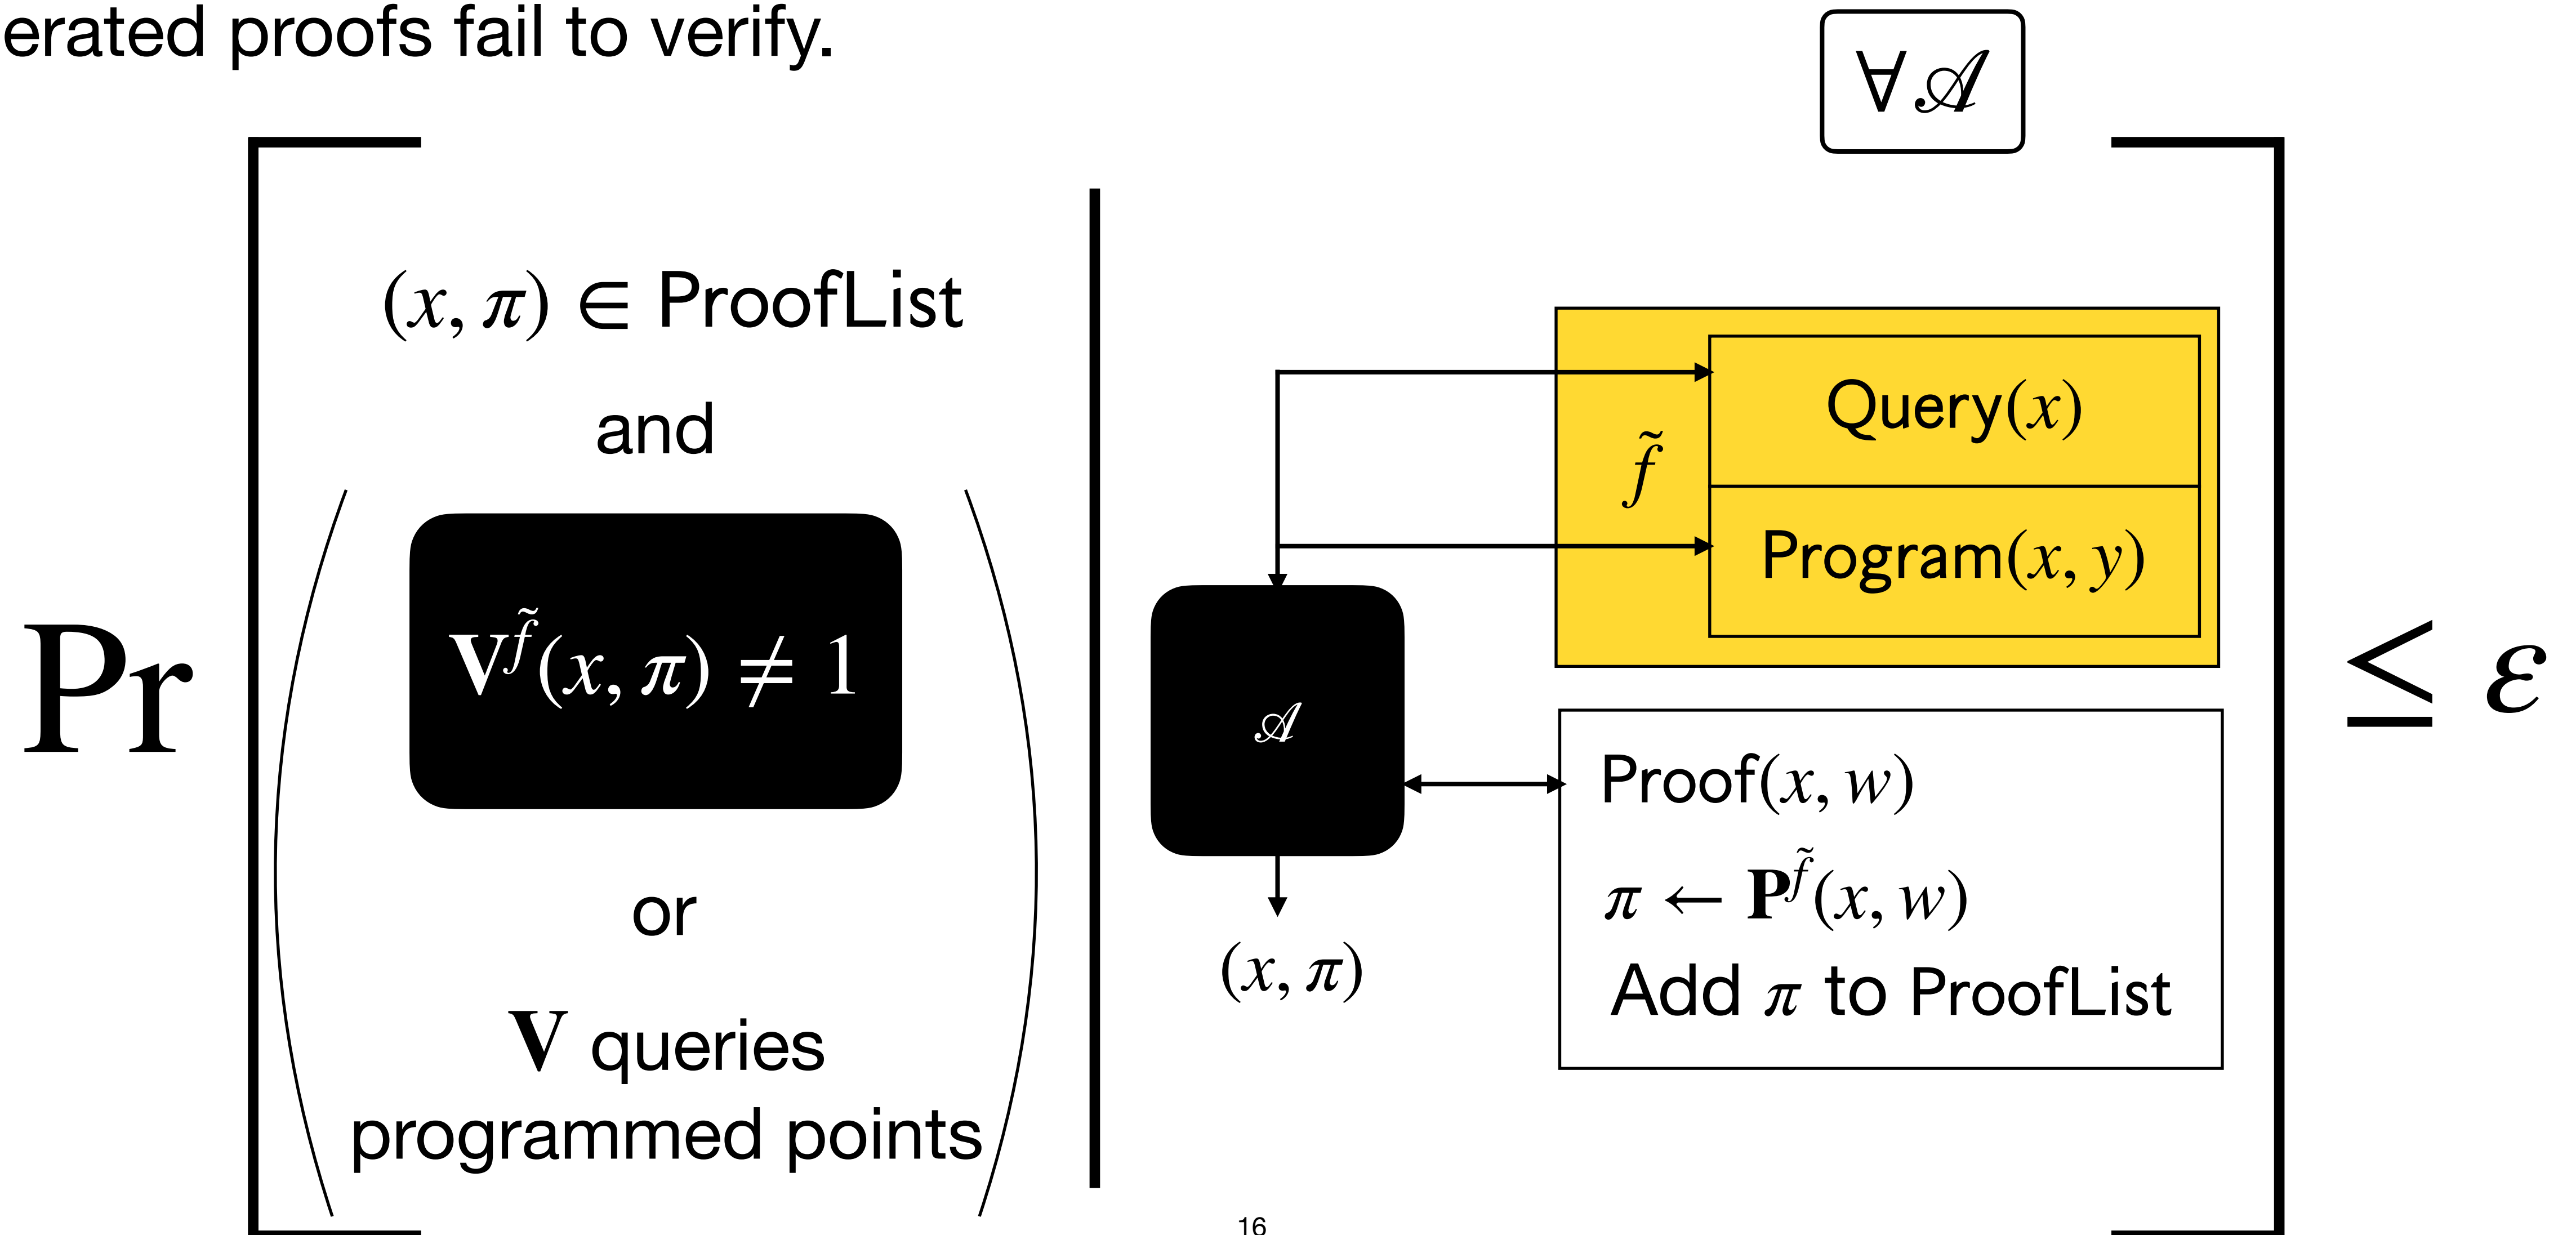 erated proofs fail to verify.
∀𝒜
Pr
(x, π) ∈ ProofList
and
V^f̃(x, π) ≠ 1
or
V queries
programmed points
f̃
Query(x)
Program(x, y)
𝒜
(x, π)
Proof(x, w)
π ← P^f̃(x, w)
Add π to ProofList
≤ ε
16